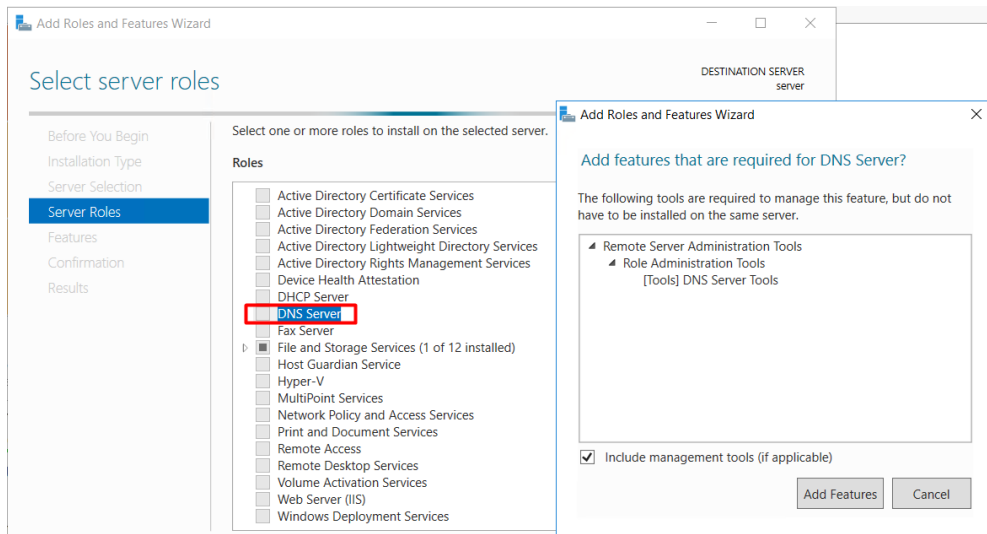 Add Roles and Features Wizard
Select server roles
DESTINATION SERVER
server
Before You Begin
Installation Type
Server Selection
Server Roles
Features
Confirmation
Results
Select one or more roles to install on the selected server.
Roles
Active Directory Certificate Services
Active Directory Domain Services
Active Directory Federation Services
Active Directory Lightweight Directory Services
Active Directory Rights Management Services
Device Health Attestation
DHCP Server
DNS Server
Fax Server
File and Storage Services (1 of 12 installed)
Host Guardian Service
Hyper-V
MultiPoint Services
Network Policy and Access Services
Print and Document Services
Remote Access
Remote Desktop Services
Volume Activation Services
Web Server (IIS)
Windows Deployment Services
Add Roles and Features Wizard
Add features that are required for DNS Server?
The following tools are required to manage this feature, but do not
have to be installed on the same server.
Remote Server Administration Tools
Role Administration Tools
[Tools] DNS Server Tools
Include management tools (if applicable)
Add Features
Cancel